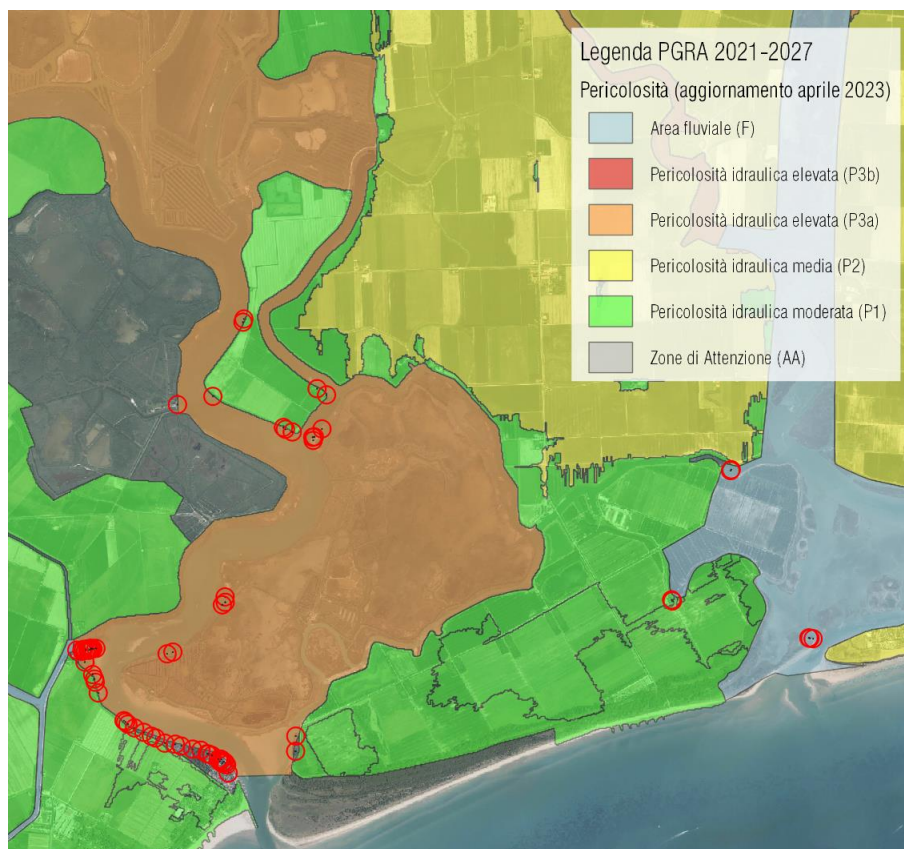 Legenda PGRA 2021-2027
Pericolosità (aggiornamento aprile 2023)
Area fluviale (F)
Pericolosità idraulica elevata (P3b)
Pericolosità idraulica elevata (P3a)
Pericolosità idraulica media (P2)
Pericolosità idraulica moderata (P1)
Zone di Attenzione (AA)